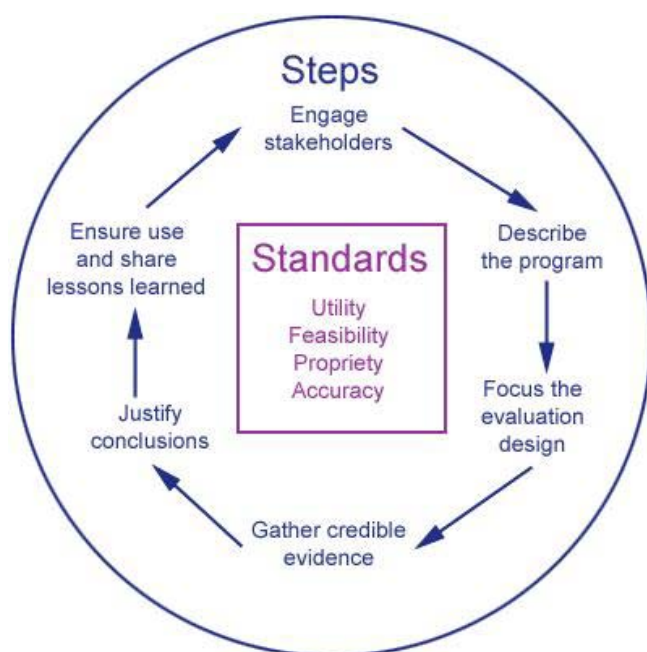 Steps
Engage
stakeholders
Describe
the program
Focus the
evaluation
design
Gather credible
evidence
Justify
conclusions
Ensure use
and share
lessons learned
Standards
Utility
Feasibility
Propriety
Accuracy